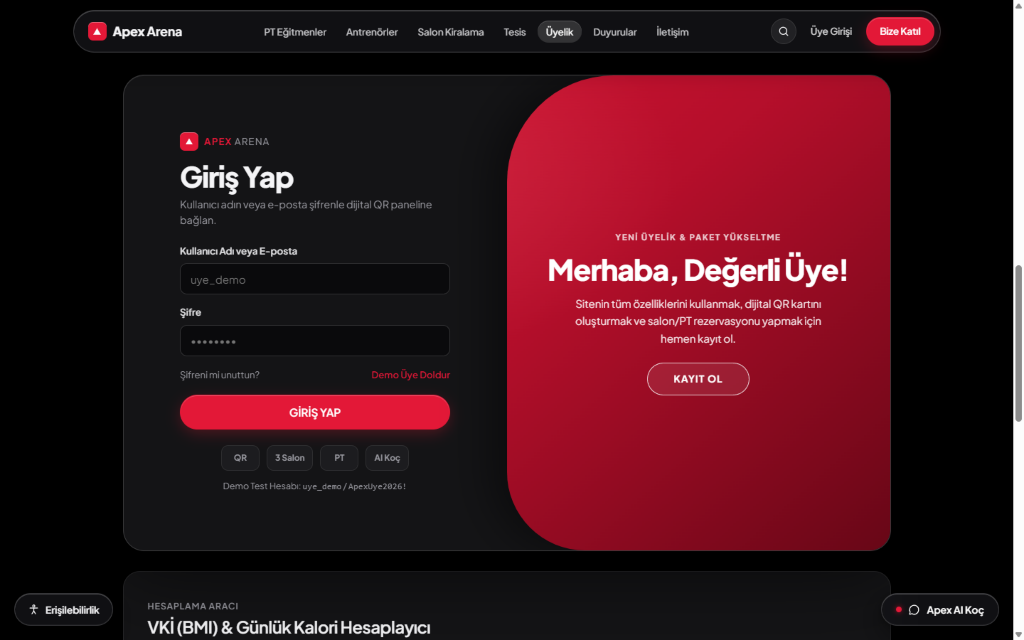 Apex Arena
PT Eğitmenler
Antrenörler
Salon Kiralama
Tesis
Üyelik
Duyurular
İletişim
Üye Girişi
Bize Katıl
APEX ARENA
Giriş Yap
Kullanıcı adın veya e-posta şifrenle dijital QR paneline
bağlan.
Kullanıcı Adı veya E-posta
uye_demo
Şifre
Şifreni mi unuttun?
Demo Üye Doldur
GİRİŞ YAP
QR
3 Salon
PT
AI Koç
Demo Test Hesabı: uye_demo / ApexUye2026!
YENİ ÜYELİK & PAKET YÜKSELTME
Merhaba, Değerli Üye!
Sitenin tüm özelliklerini kullanmak, dijital QR kartını
oluşturmak ve salon/PT rezervasyonu yapmak için
hemen kayıt ol.
KAYIT OL
HESAPLAMA ARACI
VKİ (BMI) & Günlük Kalori Hesaplayıcı
Erişilebilirlik
Apex AI Koç